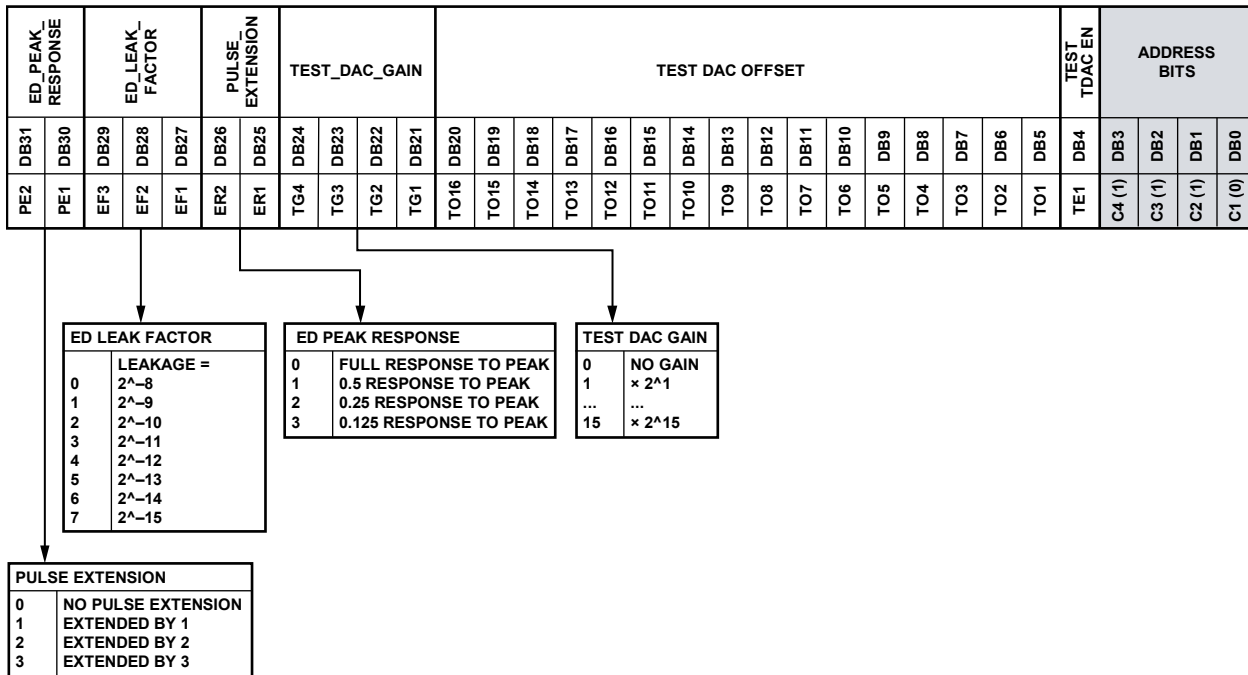 ED_PEAK_
RESPONSE
ED_LEAK_
FACTOR
PULSE_
EXTENSION
TEST_DAC_GAIN
TEST DAC OFFSET
TEST_
TDAC EN
ADDRESS
BITS
DB31 DB30 DB29 DB28 DB27 DB26 DB25 DB24 DB23 DB22 DB21 DB20 DB19 DB18 DB17 DB16 DB15 DB14 DB13 DB12 DB11 DB10 DB9 DB8 DB7 DB6 DB5 DB4 DB3 DB2 DB1 DB0
PE2 PE1 EF3 EF2 EF1 ER2 ER1 TG4 TG3 TG2 TG1 TO16 TO15 TO14 TO13 TO12 TO11 TO10 TO9 TO8 TO7 TO6 TO5 TO4 TO3 TO2 TO1 TE1 C4 (1) C3 (1) C2 (1) C1 (0)
ED LEAK FACTOR
LEAKAGE =
0 2^–8
1 2^–9
2 2^–10
3 2^–11
4 2^–12
5 2^–13
6 2^–14
7 2^–15
ED PEAK RESPONSE
0 FULL RESPONSE TO PEAK
1 0.5 RESPONSE TO PEAK
2 0.25 RESPONSE TO PEAK
3 0.125 RESPONSE TO PEAK
TEST DAC GAIN
0 NO GAIN
1 × 2^1
... ...
15 × 2^15
PULSE EXTENSION
0 NO PULSE EXTENSION
1 EXTENDED BY 1
2 EXTENDED BY 2
3 EXTENDED BY 3